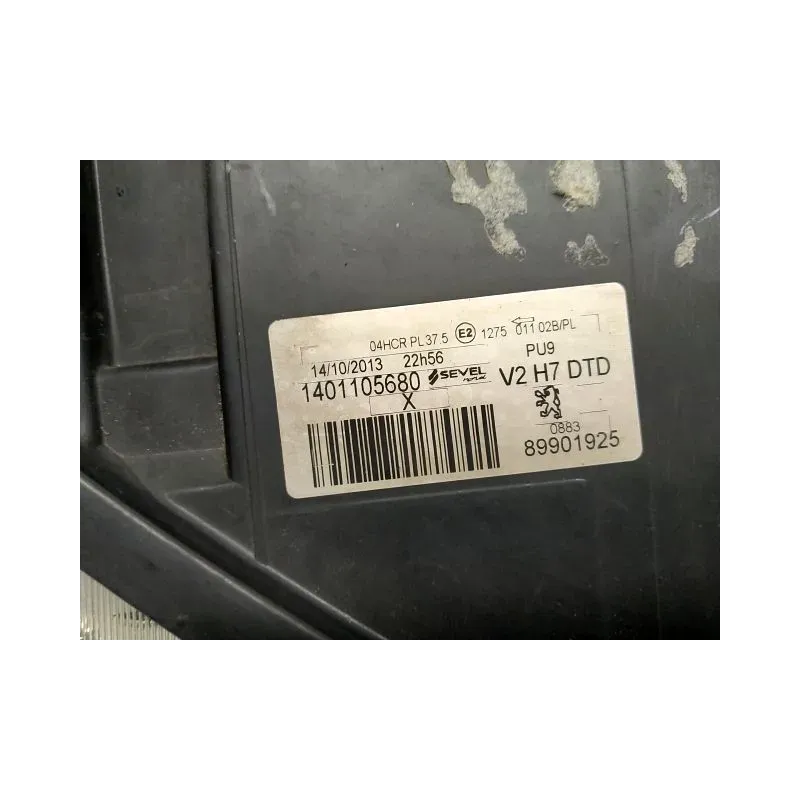 04HCR PL 37.5 E2 1275 011 02B/PL
14/10/2013 22h56 PU9
1401105680 SEVEL nord V2 H7 DTD
X
0883
89901925